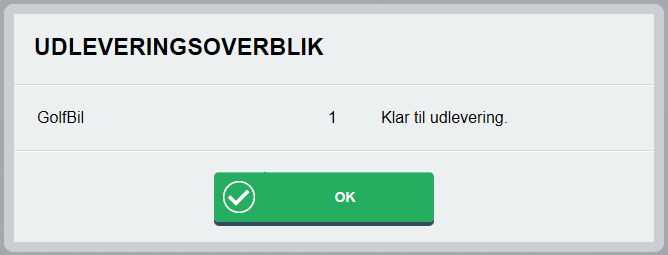 UDLEVERINGSOVERBLIK
GolfBil 1 Klar til udlevering.
OK